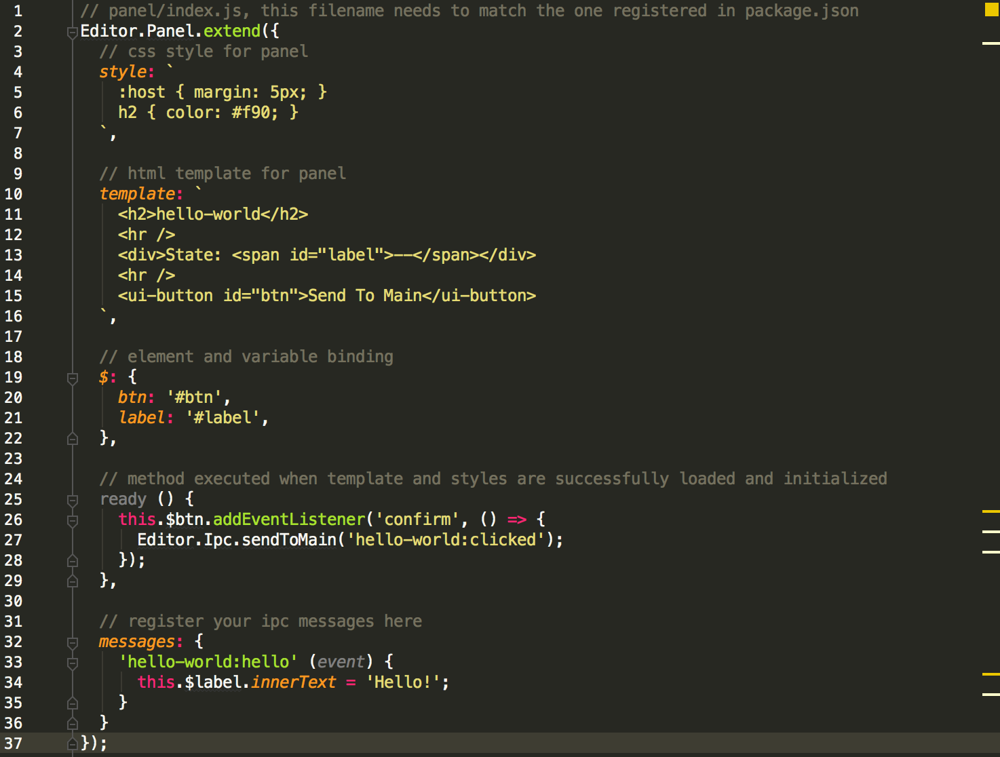 1 // panel/index.js, this filename needs to match the one registered in package.json
2 Editor.Panel.extend({
3   // css style for panel
4   style: `
5     :host { margin: 5px; }
6     h2 { color: #f90; }
7   `,
8
9   // html template for panel
10   template: `
11     <h2>hello-world</h2>
12     <hr />
13     <div>State: <span id="label">--</span></div>
14     <hr />
15     <ui-button id="btn">Send To Main</ui-button>
16   `,
17
18   // element and variable binding
19   $: {
20     btn: '#btn',
21     label: '#label',
22   },
23
24   // method executed when template and styles are successfully loaded and initialized
25   ready () {
26     this.$btn.addEventListener('confirm', () => {
27       Editor.Ipc.sendToMain('hello-world:clicked');
28     });
29   },
30
31   // register your ipc messages here
32   messages: {
33     'hello-world:hello' (event) {
34       this.$label.innerText = 'Hello!';
35     }
36   }
37 });